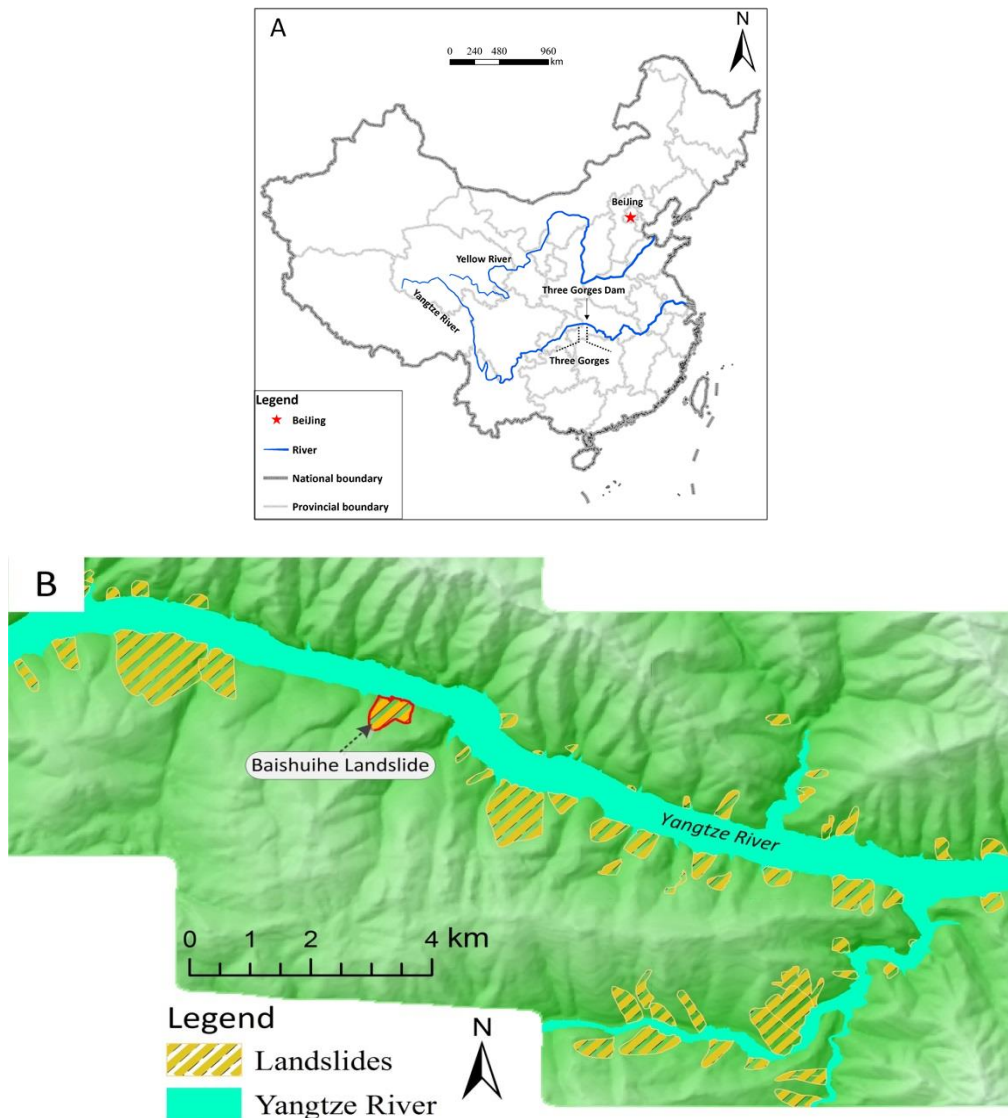 A
N
0 240 480 960
km
BeiJing
Yellow River
Three Gorges Dam
Yangtze River
Three Gorges
Legend
BeiJing
River
National boundary
Provincial boundary
B
Baishuihe Landslide
Yangtze River
0 1 2 4 km
Legend
N
Landslides
Yangtze River